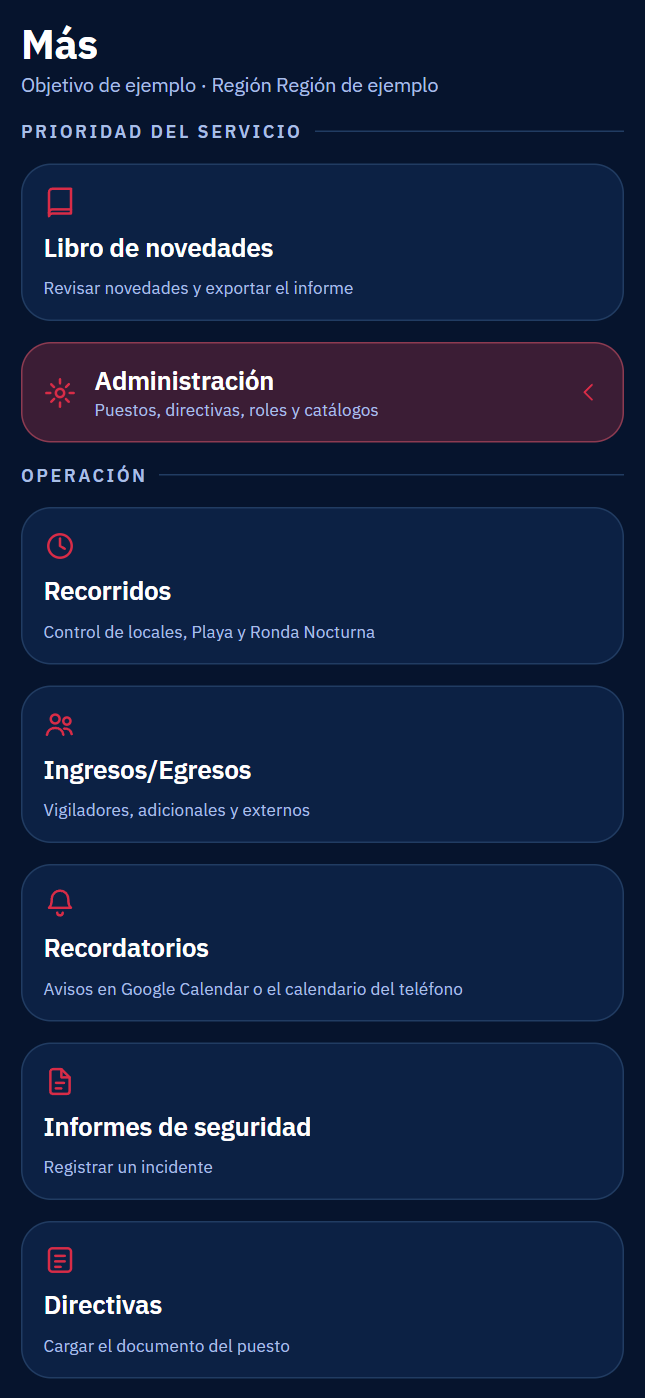 Más
Objetivo de ejemplo · Región Región de ejemplo
PRIORIDAD DEL SERVICIO
Libro de novedades
Revisar novedades y exportar el informe
Administración
Puestos, directivas, roles y catálogos
OPERACIÓN
Recorridos
Control de locales, Playa y Ronda Nocturna
Ingresos/Egresos
Vigiladores, adicionales y externos
Recordatorios
Avisos en Google Calendar o el calendario del teléfono
Informes de seguridad
Registrar un incidente
Directivas
Cargar el documento del puesto